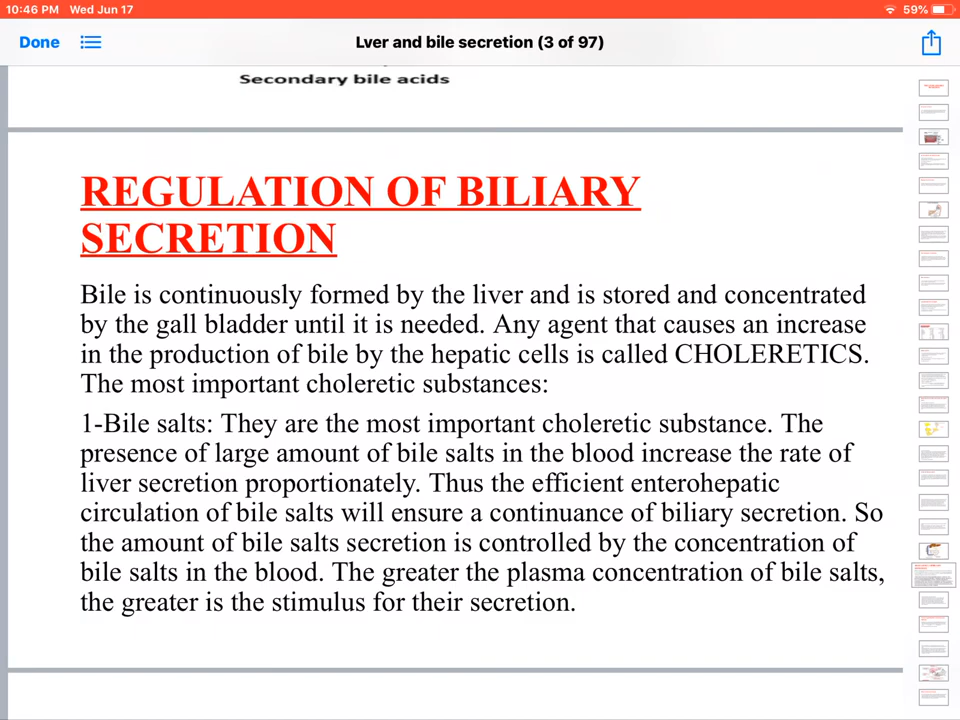 10:46 PM Wed Jun 17
59%
Done
Lver and bile secretion (3 of 97)
Secondary bile acids
REGULATION OF BILIARY
SECRETION
Bile is continuously formed by the liver and is stored and concentrated
by the gall bladder until it is needed. Any agent that causes an increase
in the production of bile by the hepatic cells is called CHOLERETICS.
The most important choleretic substances:
1-Bile salts: They are the most important choleretic substance. The
presence of large amount of bile salts in the blood increase the rate of
liver secretion proportionately. Thus the efficient enterohepatic
circulation of bile salts will ensure a continuance of biliary secretion. So
the amount of bile salts secretion is controlled by the concentration of
bile salts in the blood. The greater the plasma concentration of bile salts,
the greater is the stimulus for their secretion.